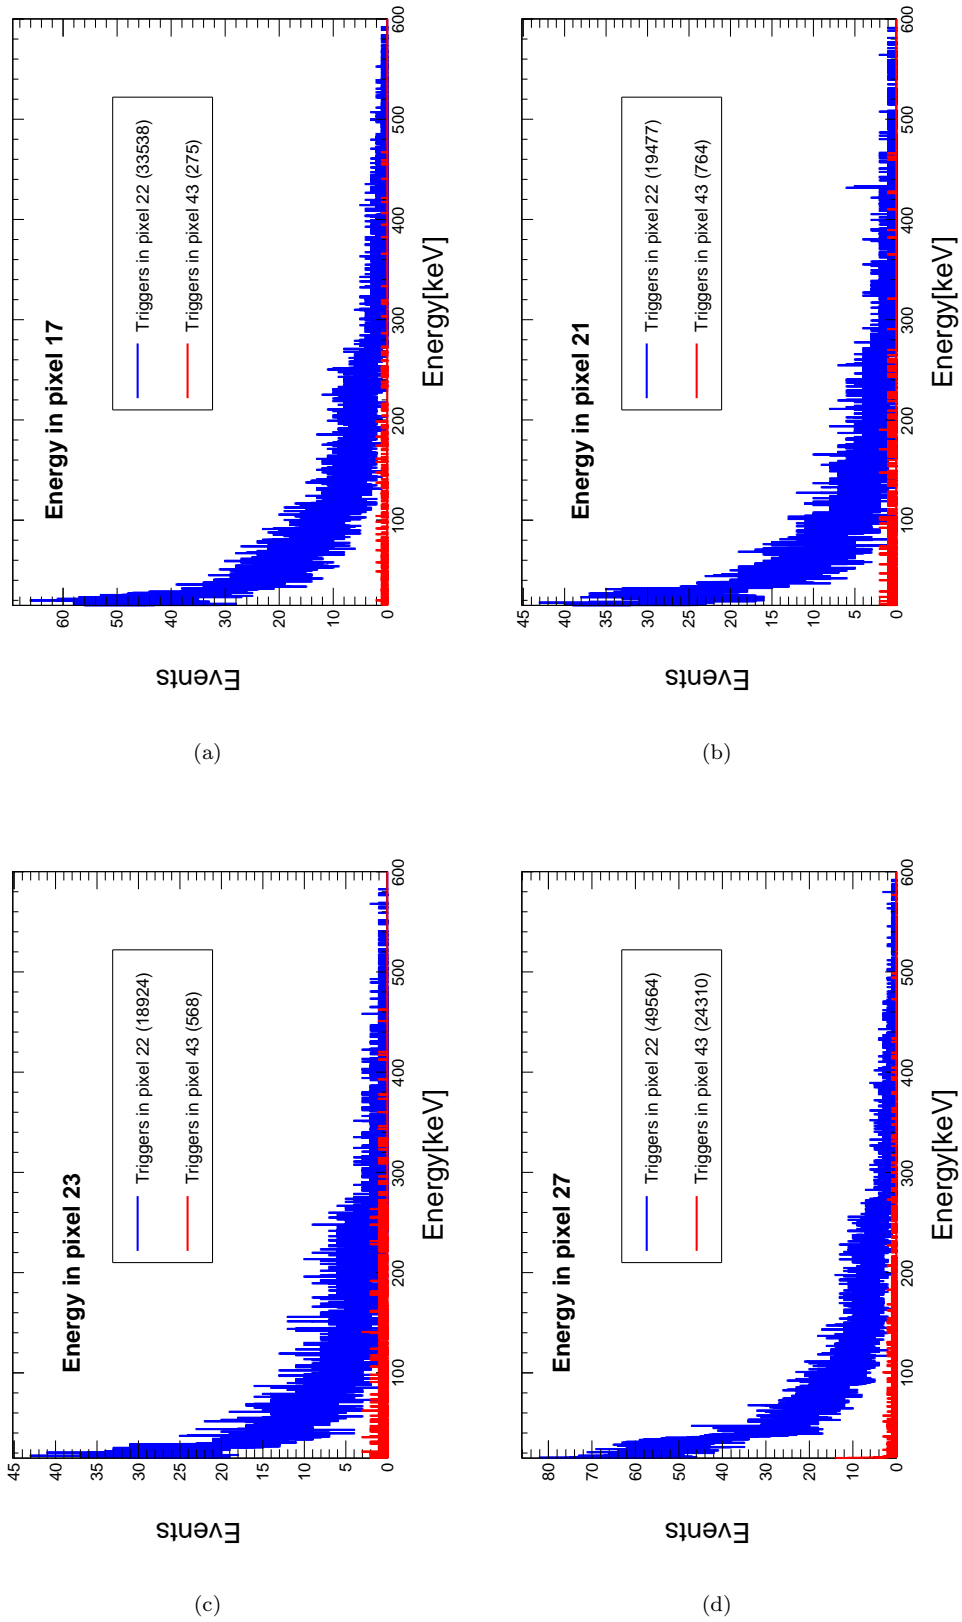 Energy in pixel 17
Events
60
50
40
30
20
10
0
100
200
300
400
500
600
Energy[keV]
Triggers in pixel 22 (33538)
Triggers in pixel 43 (275)
(a)
Energy in pixel 21
Events
45
40
35
30
25
20
15
10
5
0
100
200
300
400
500
600
Energy[keV]
Triggers in pixel 22 (19477)
Triggers in pixel 43 (764)
(b)
Energy in pixel 23
Events
45
40
35
30
25
20
15
10
5
0
100
200
300
400
500
600
Energy[keV]
Triggers in pixel 22 (18924)
Triggers in pixel 43 (568)
(c)
Energy in pixel 27
Events
80
70
60
50
40
30
20
10
0
100
200
300
400
500
600
Energy[keV]
Triggers in pixel 22 (49564)
Triggers in pixel 43 (24310)
(d)